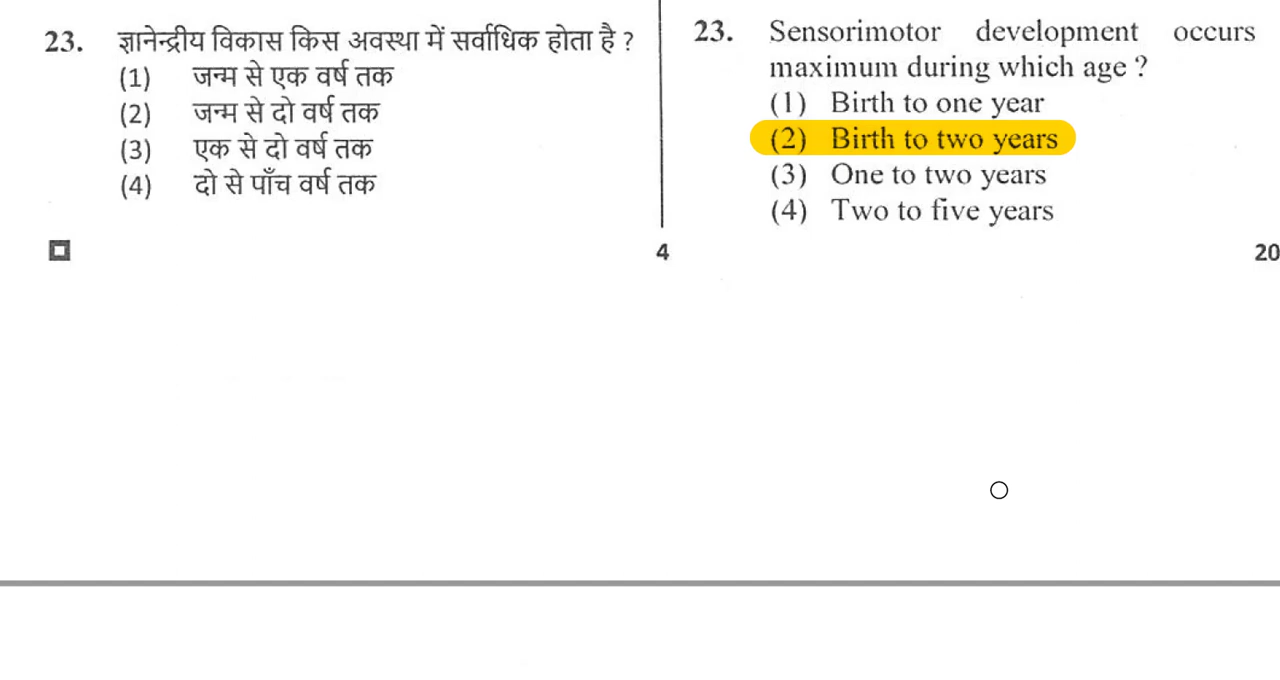 23. ज्ञानेन्द्रीय विकास किस अवस्था में सर्वाधिक होता है ?
(1) जन्म से एक वर्ष तक
(2) जन्म से दो वर्ष तक
(3) एक से दो वर्ष तक
(4) दो से पाँच वर्ष तक
23. Sensorimotor development occurs
maximum during which age ?
(1) Birth to one year
(2) Birth to two years
(3) One to two years
(4) Two to five years
4
20